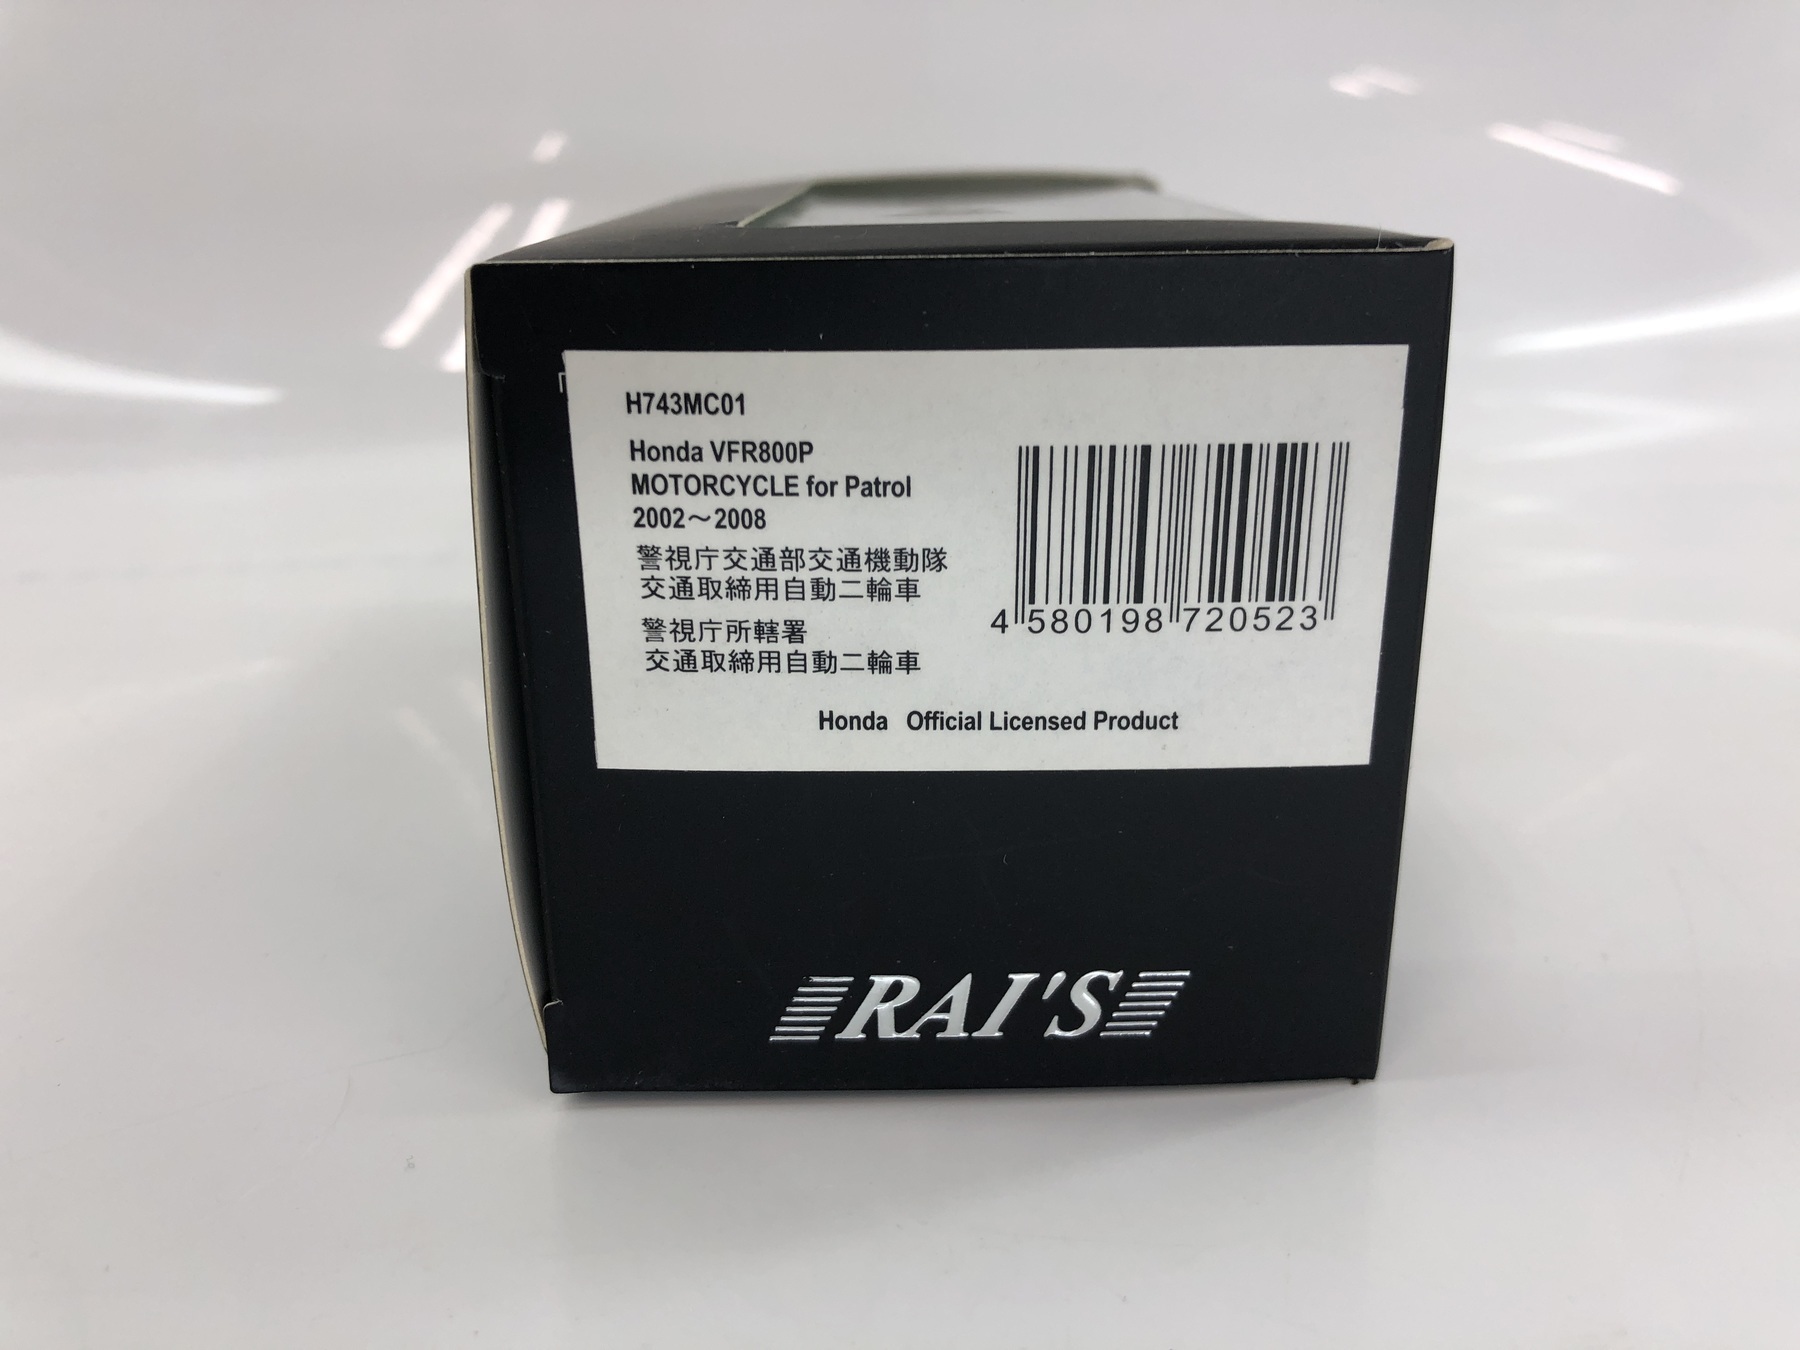 H743MC01
Honda VFR800P
MOTORCYCLE for Patrol
2002～2008
警視庁交通部交通機動隊
交通取締用自動二輪車
警視庁所轄署
交通取締用自動二輪車
4 580198 720523
Honda Official Licensed Product
RAI'S